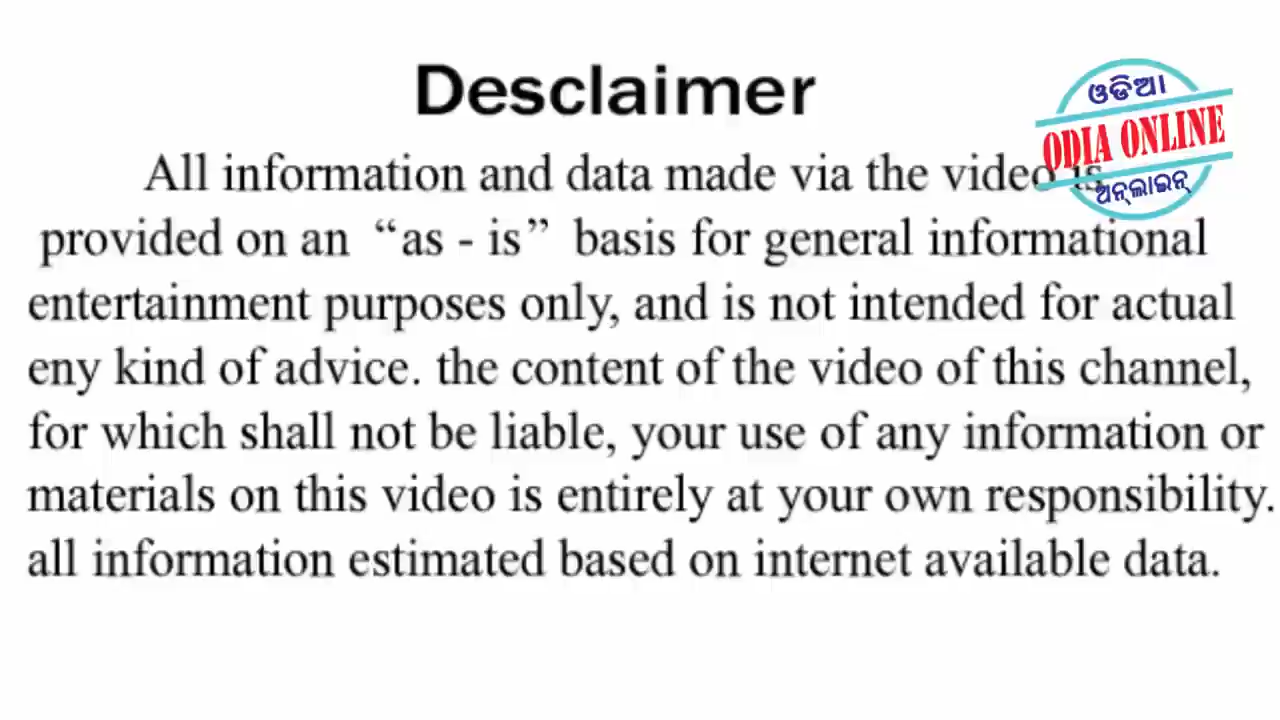 Desclaimer
ଓଡିଆ
ODIA ONLINE
ଅନ୍‌ଲାଇନ୍
All information and data made via the video is
provided on an “as - is” basis for general informational
entertainment purposes only, and is not intended for actual
eny kind of advice. the content of the video of this channel,
for which shall not be liable, your use of any information or
materials on this video is entirely at your own responsibility.
all information estimated based on internet available data.